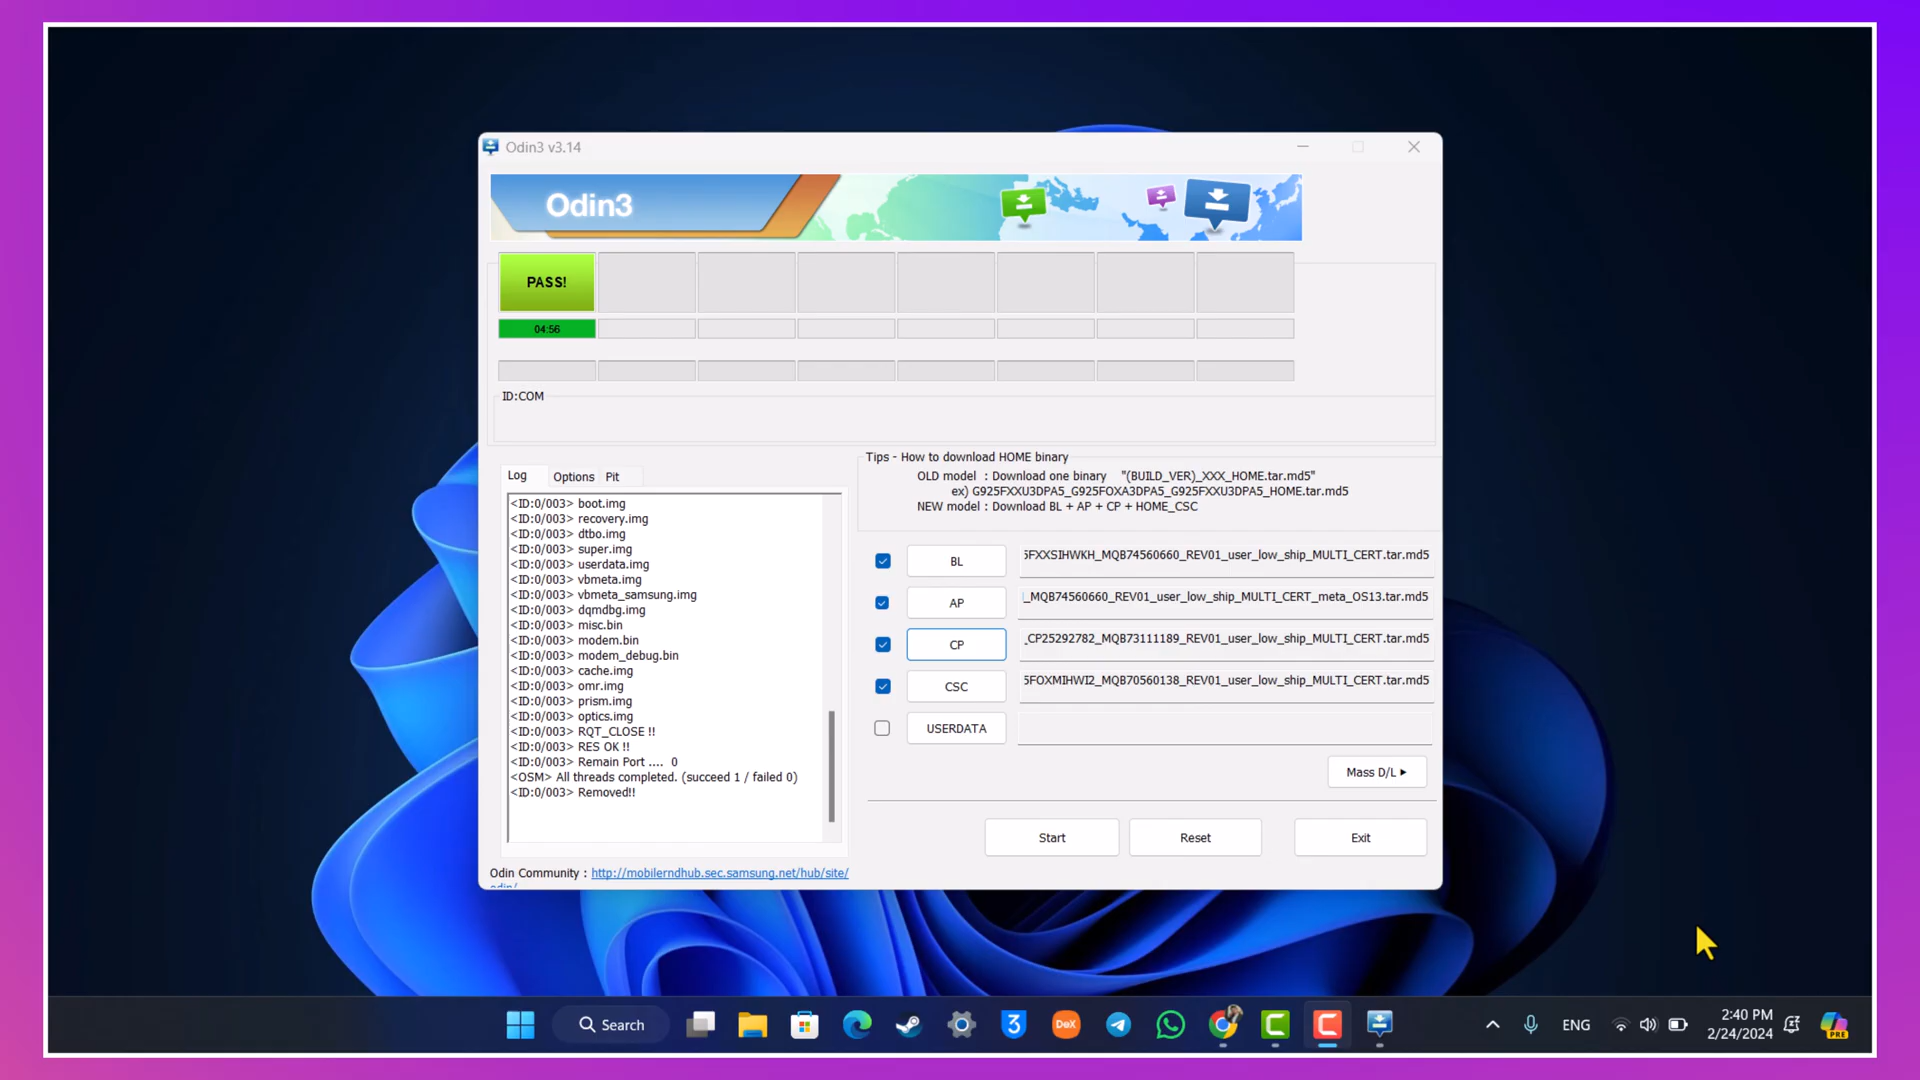 Odin3 v3.14
Odin3
PASS!
04:56
ID:COM
Log
Options
Pit
<ID:0/003> boot.img
<ID:0/003> recovery.img
<ID:0/003> dtbo.img
<ID:0/003> super.img
<ID:0/003> userdata.img
<ID:0/003> vbmeta.img
<ID:0/003> vbmeta_samsung.img
<ID:0/003> dqmdbg.img
<ID:0/003> misc.bin
<ID:0/003> modem.bin
<ID:0/003> modem_debug.bin
<ID:0/003> cache.img
<ID:0/003> omr.img
<ID:0/003> prism.img
<ID:0/003> optics.img
<ID:0/003> RQT_CLOSE !!
<ID:0/003> RES OK !!
<ID:0/003> Remain Port .... 0
<OSM> All threads completed. (succeed 1 / failed 0)
<ID:0/003> Removed!!
Odin Community : http://mobilerndhub.sec.samsung.net/hub/site/
odin/
Tips - How to download HOME binary
OLD model : Download one binary "(BUILD_VER)_XXX_HOME.tar.md5"
ex) G925FXXU3DPA5_G925FOXA3DPA5_G925FXXU3DPA5_HOME.tar.md5
NEW model : Download BL + AP + CP + HOME_CSC
BL 5FXXSIHWKH_MQB74560660_REV01_user_low_ship_MULTI_CERT.tar.md5
AP _MQB74560660_REV01_user_low_ship_MULTI_CERT_meta_OS13.tar.md5
CP _CP25292782_MQB73111189_REV01_user_low_ship_MULTI_CERT.tar.md5
CSC 5FOXMIHWI2_MQB70560138_REV01_user_low_ship_MULTI_CERT.tar.md5
USERDATA
Mass D/L
Start
Reset
Exit
Search
3
DeX
ENG
2:40 PM
2/24/2024
PRE